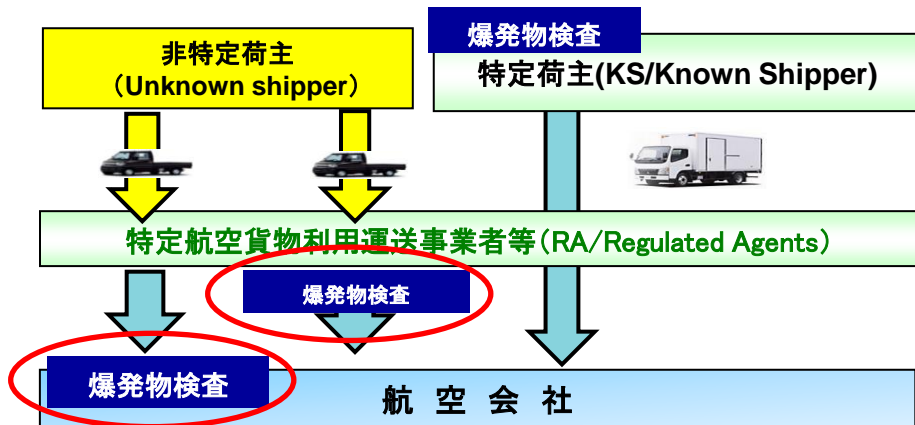 爆発物検査
非特定荷主
（Unknown shipper）
特定荷主(KS/Known Shipper)
特定航空貨物利用運送事業者等（RA/Regulated Agents）
爆発物検査
爆発物検査
航 空 会 社